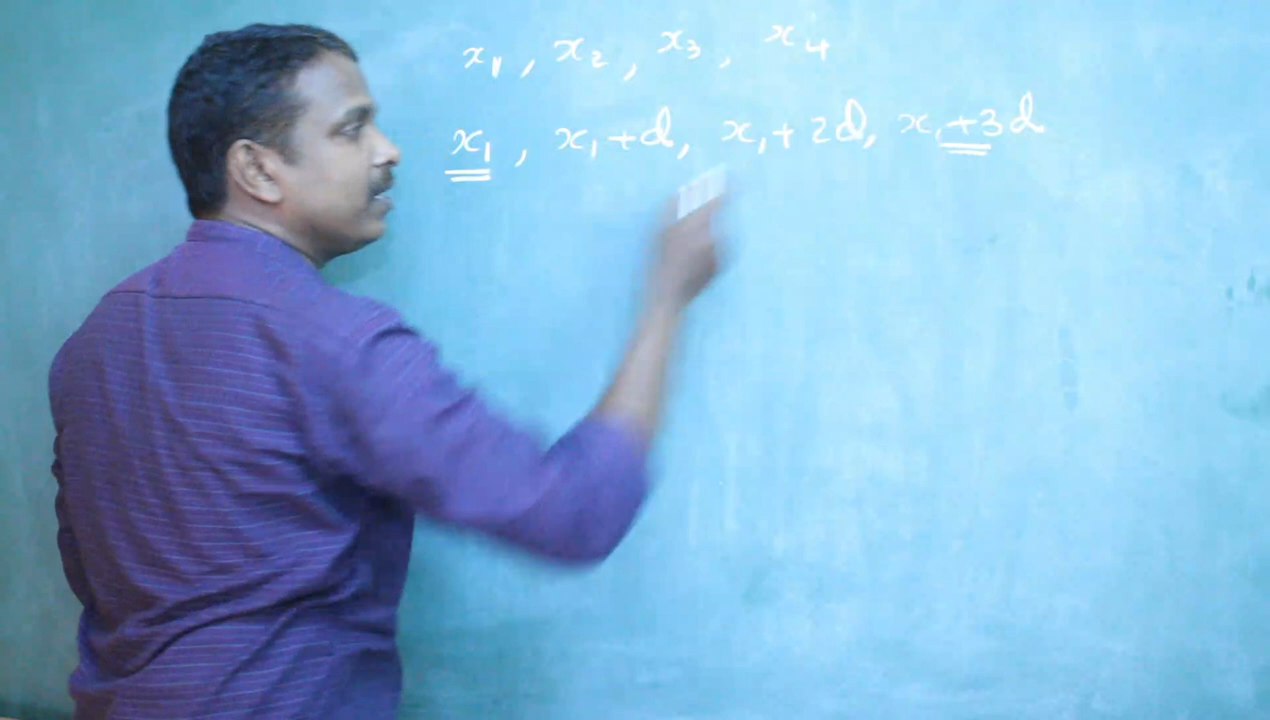 x₁, x₂, x₃, x₄
x₁, x₁+d, x₁+2d, x₁+3d